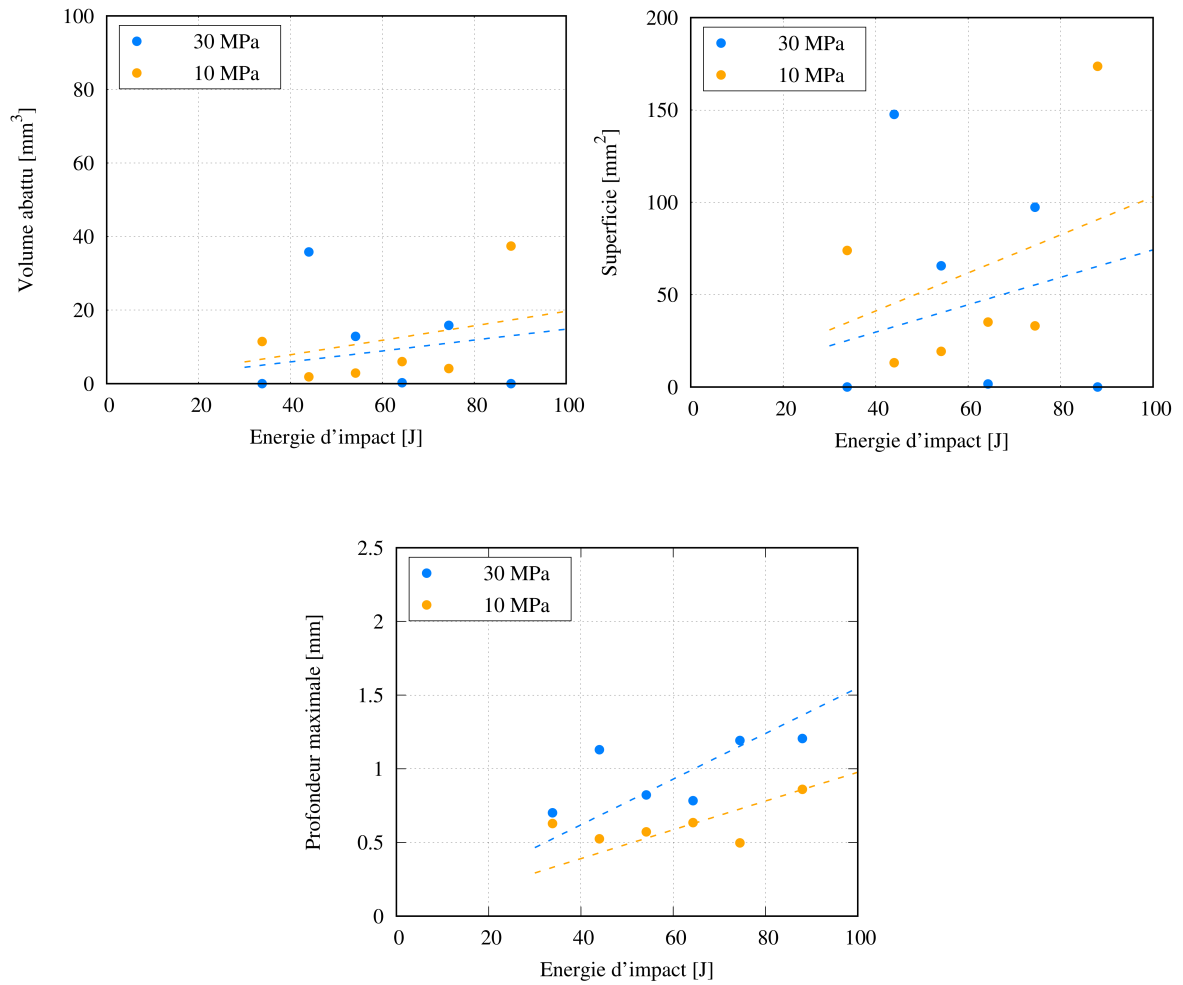 100
80
60
40
20
0
Volume abattu [mm3]
30 MPa
10 MPa
0 20 40 60 80 100
Energie d’impact [J]
200
150
100
50
0
Superficie [mm2]
30 MPa
10 MPa
0 20 40 60 80 100
Energie d’impact [J]
2.5
2
1.5
1
0.5
0
Profondeur maximale [mm]
30 MPa
10 MPa
0 20 40 60 80 100
Energie d’impact [J]